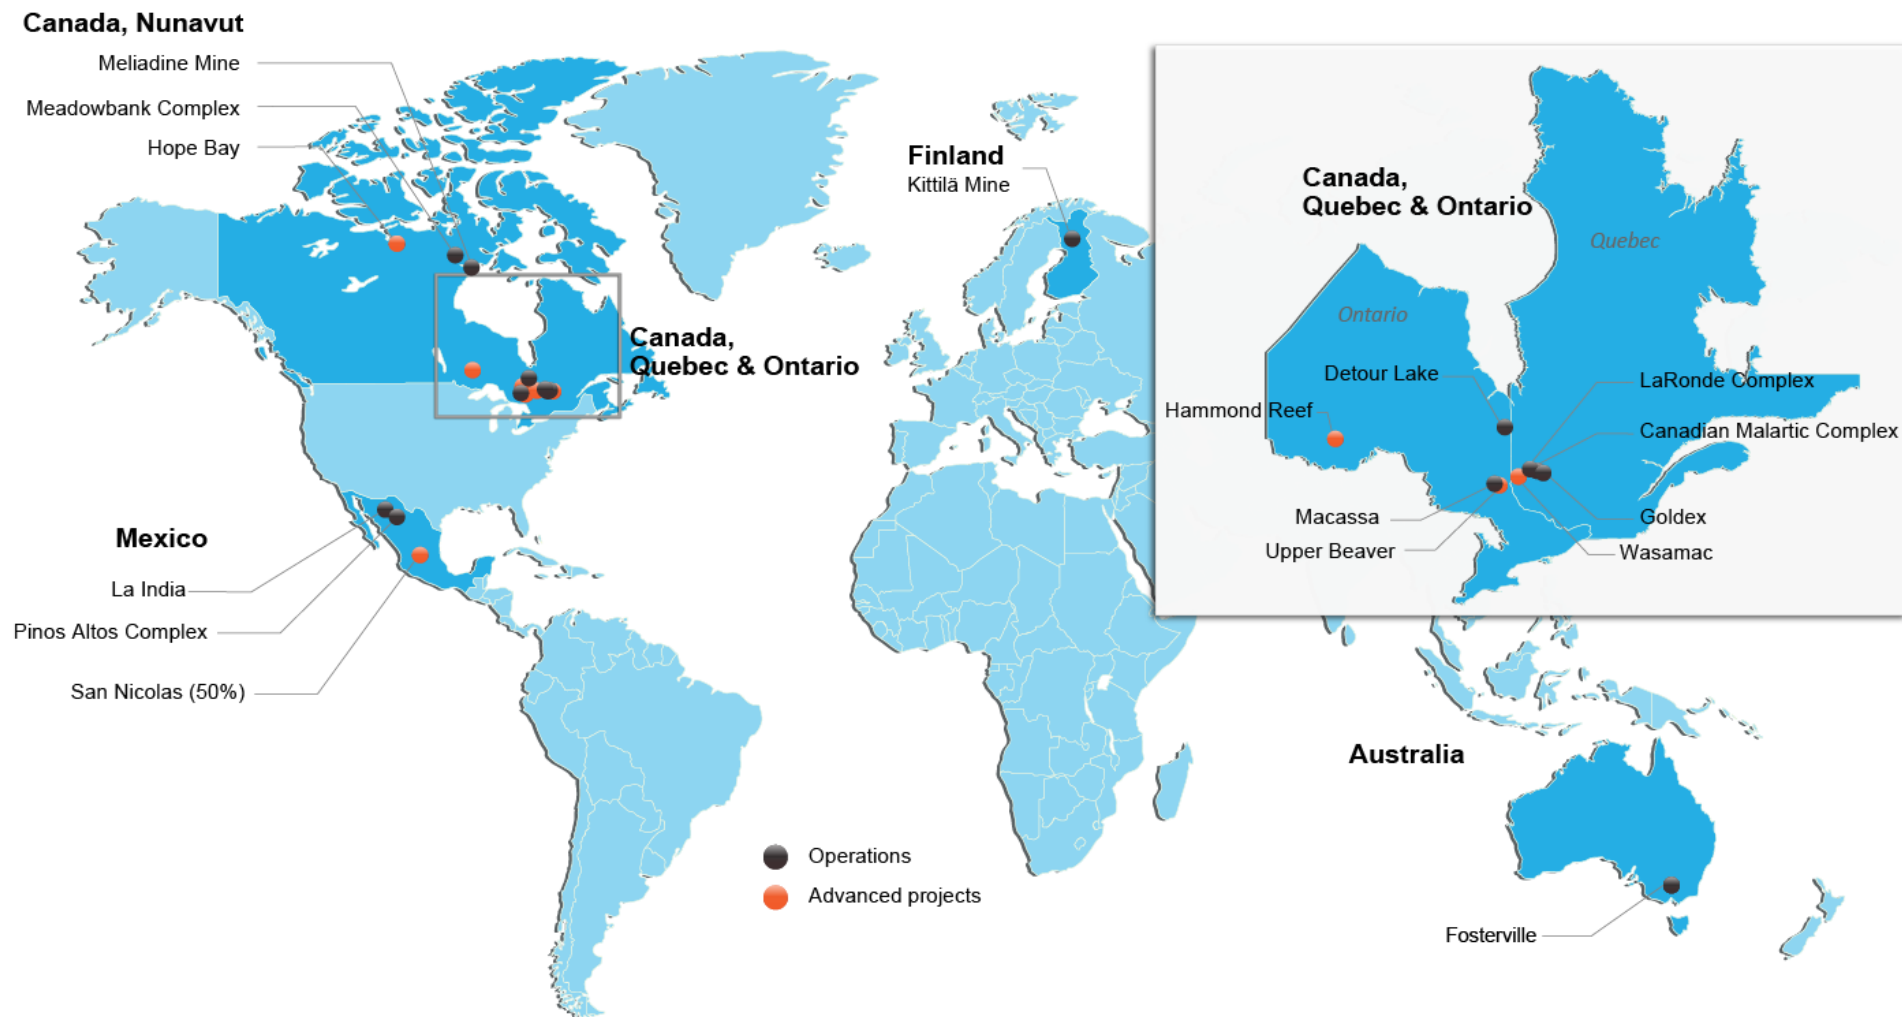 Canada, Nunavut
Meliadine Mine
Meadowbank Complex
Hope Bay
Finland
Kittilä Mine
Canada,
Quebec & Ontario
Mexico
La India
Pinos Altos Complex
San Nicolas (50%)
Operations
Advanced projects
Canada,
Quebec & Ontario
Quebec
Ontario
Detour Lake
LaRonde Complex
Hammond Reef
Canadian Malartic Complex
Macassa
Goldex
Upper Beaver
Wasamac
Australia
Fosterville